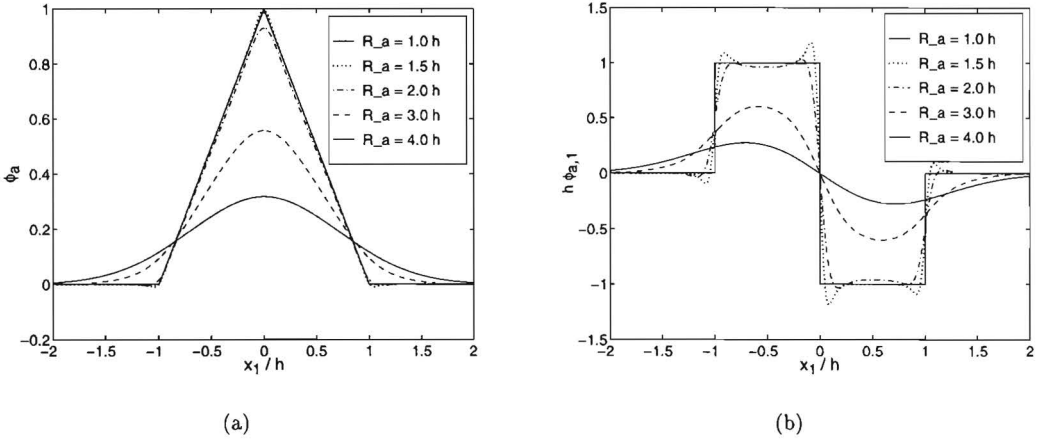 1
0.8
0.6
0.4
0.2
0
−0.2
ϕa
−2 −1.5 −1 −0.5 0 0.5 1 1.5 2
x1 / h
R_a = 1.0 h
R_a = 1.5 h
R_a = 2.0 h
R_a = 3.0 h
R_a = 4.0 h
(a)
1.5
1
0.5
0
−0.5
−1
−1.5
h ϕa,1
−2 −1.5 −1 −0.5 0 0.5 1 1.5 2
x1 / h
R_a = 1.0 h
R_a = 1.5 h
R_a = 2.0 h
R_a = 3.0 h
R_a = 4.0 h
(b)